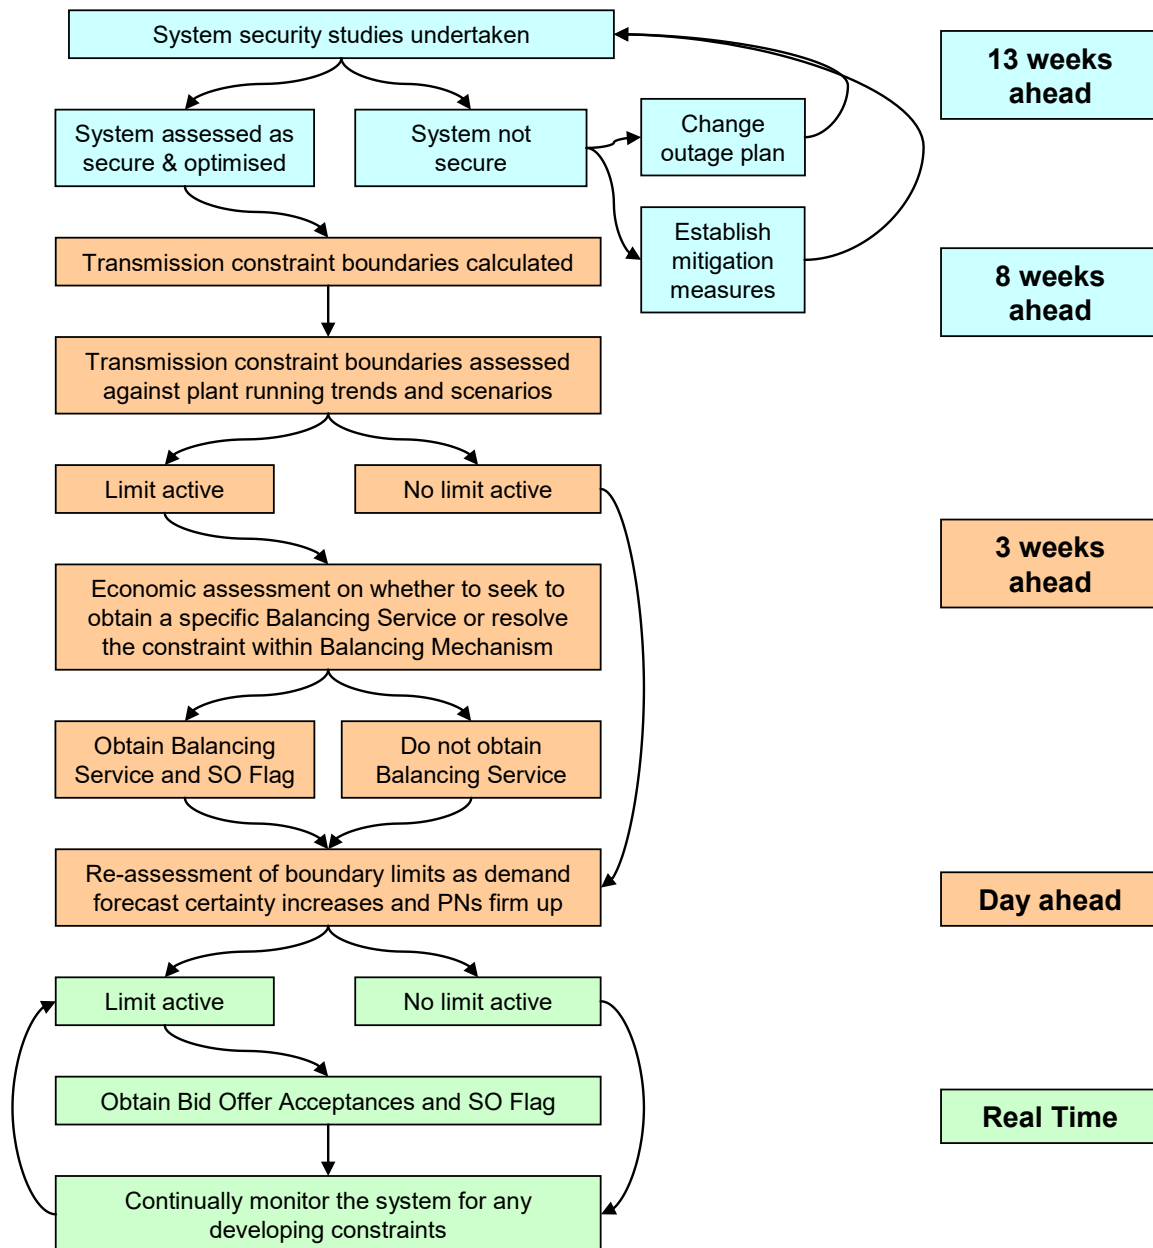 System security studies undertaken
13 weeks
ahead
System assessed as
secure & optimised
System not
secure
Change
outage plan
Establish
mitigation
measures
Transmission constraint boundaries calculated
8 weeks
ahead
Transmission constraint boundaries assessed
against plant running trends and scenarios
Limit active
No limit active
3 weeks
ahead
Economic assessment on whether to seek to
obtain a specific Balancing Service or resolve
the constraint within Balancing Mechanism
Obtain Balancing
Service and SO Flag
Do not obtain
Balancing Service
Re-assessment of boundary limits as demand
forecast certainty increases and PNs firm up
Day ahead
Limit active
No limit active
Obtain Bid Offer Acceptances and SO Flag
Real Time
Continually monitor the system for any
developing constraints